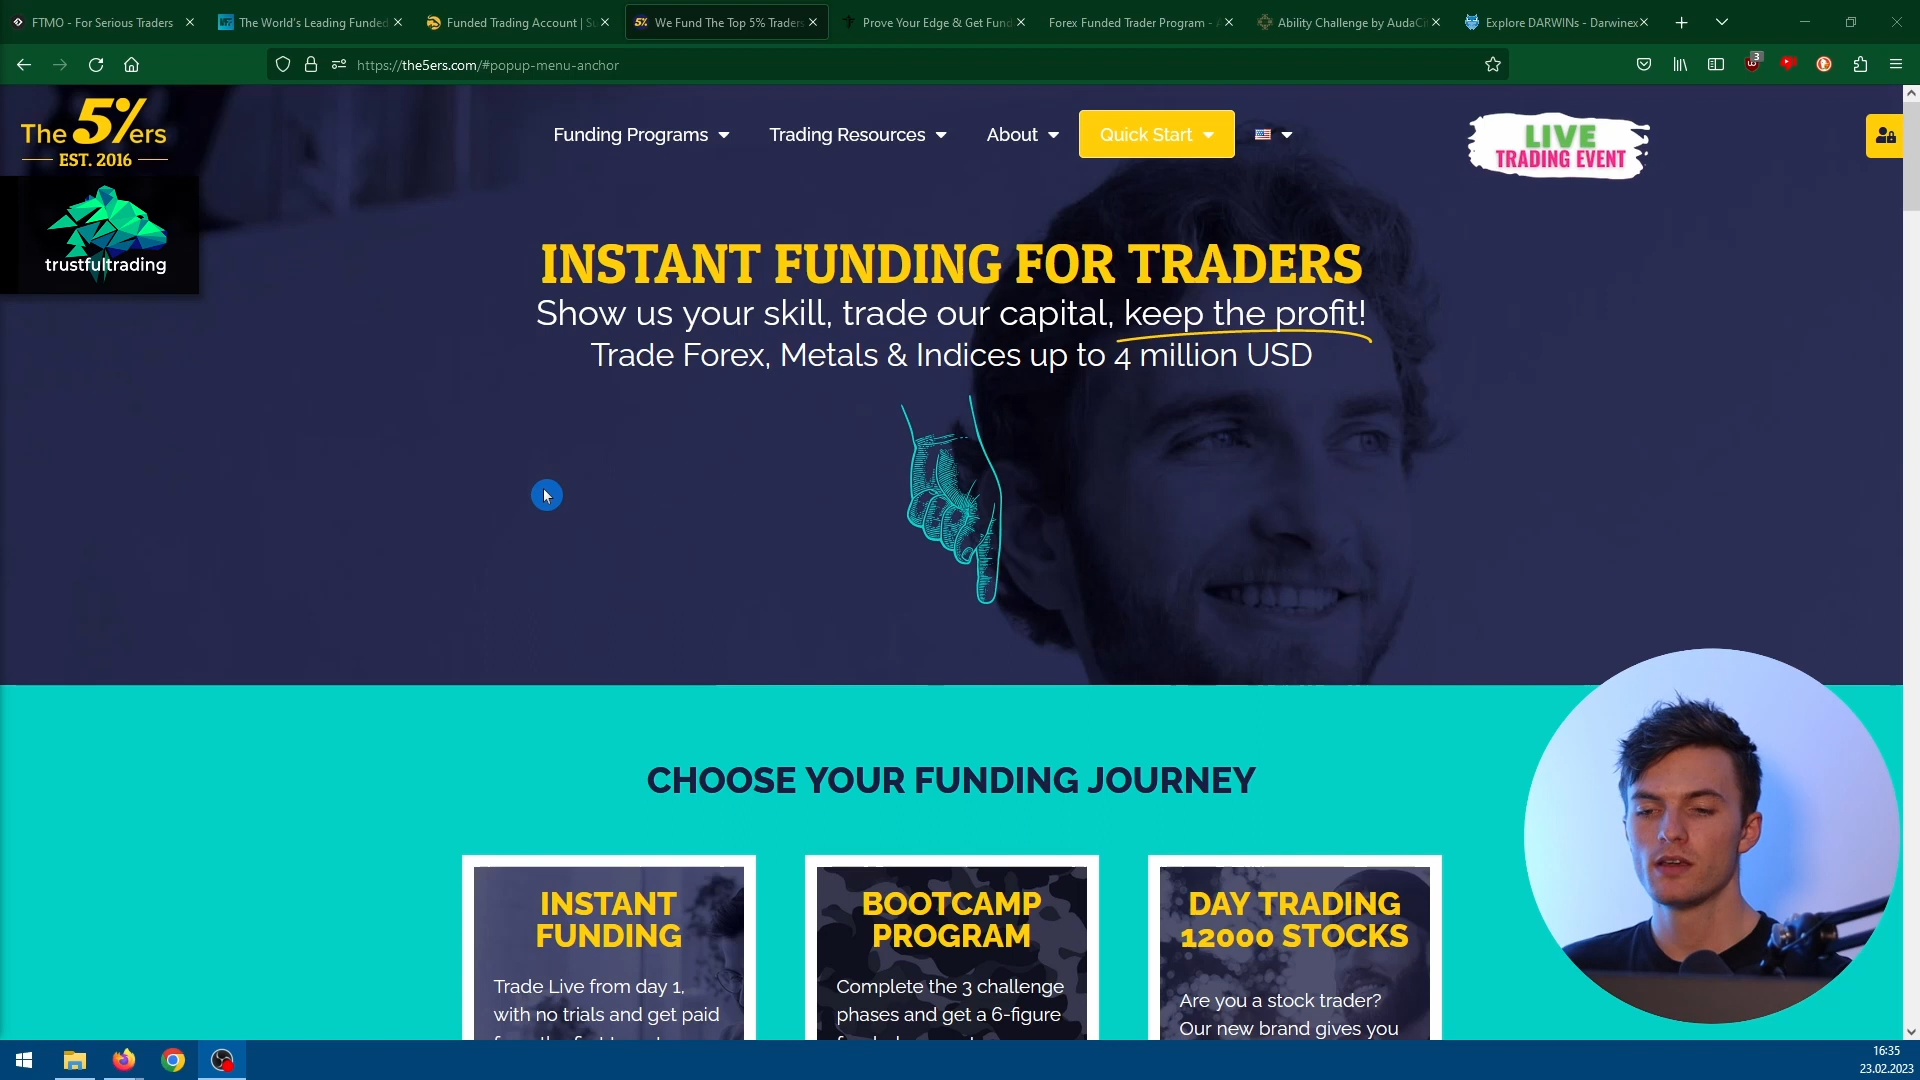 FTMO - For Serious Traders
The World's Leading Funded
Funded Trading Account | Su
We Fund The Top 5% Traders
Prove Your Edge & Get Fund
Forex Funded Trader Program - A
Ability Challenge by AudaCi
Explore DARWINs - Darwinex
https://the5ers.com/#popup-menu-anchor
3
The 5%ers
EST. 2016
Funding Programs
Trading Resources
About
Quick Start
LIVE
TRADING EVENT
trustfultrading
INSTANT FUNDING FOR TRADERS
Show us your skill, trade our capital, keep the profit!
Trade Forex, Metals & Indices up to 4 million USD
CHOOSE YOUR FUNDING JOURNEY
INSTANT
FUNDING
Trade Live from day 1,
with no trials and get paid
BOOTCAMP
PROGRAM
Complete the 3 challenge
phases and get a 6-figure
DAY TRADING
12000 STOCKS
Are you a stock trader?
Our new brand gives you
16:35
23.02.2023